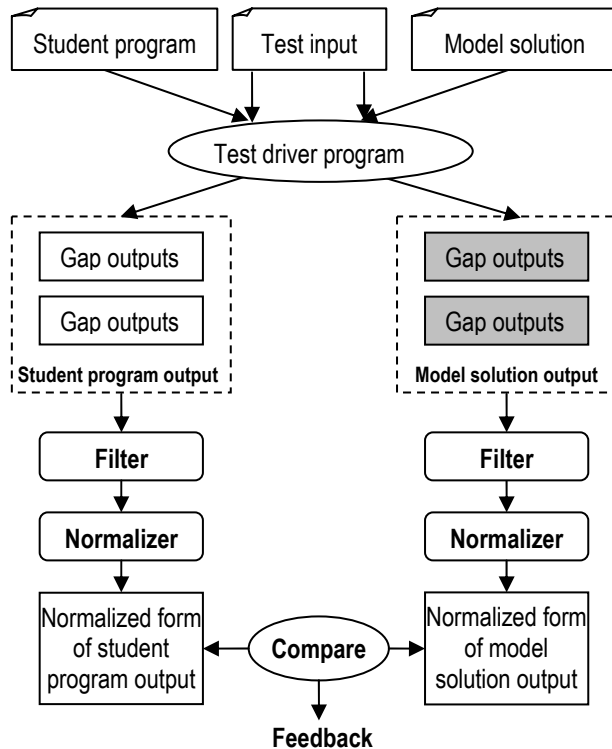 Student program
Test input
Model solution
Test driver program
Gap outputs
Gap outputs
Student program output
Gap outputs
Gap outputs
Model solution output
Filter
Filter
Normalizer
Normalizer
Normalized form
of student
program output
Compare
Normalized form
of model
solution output
Feedback